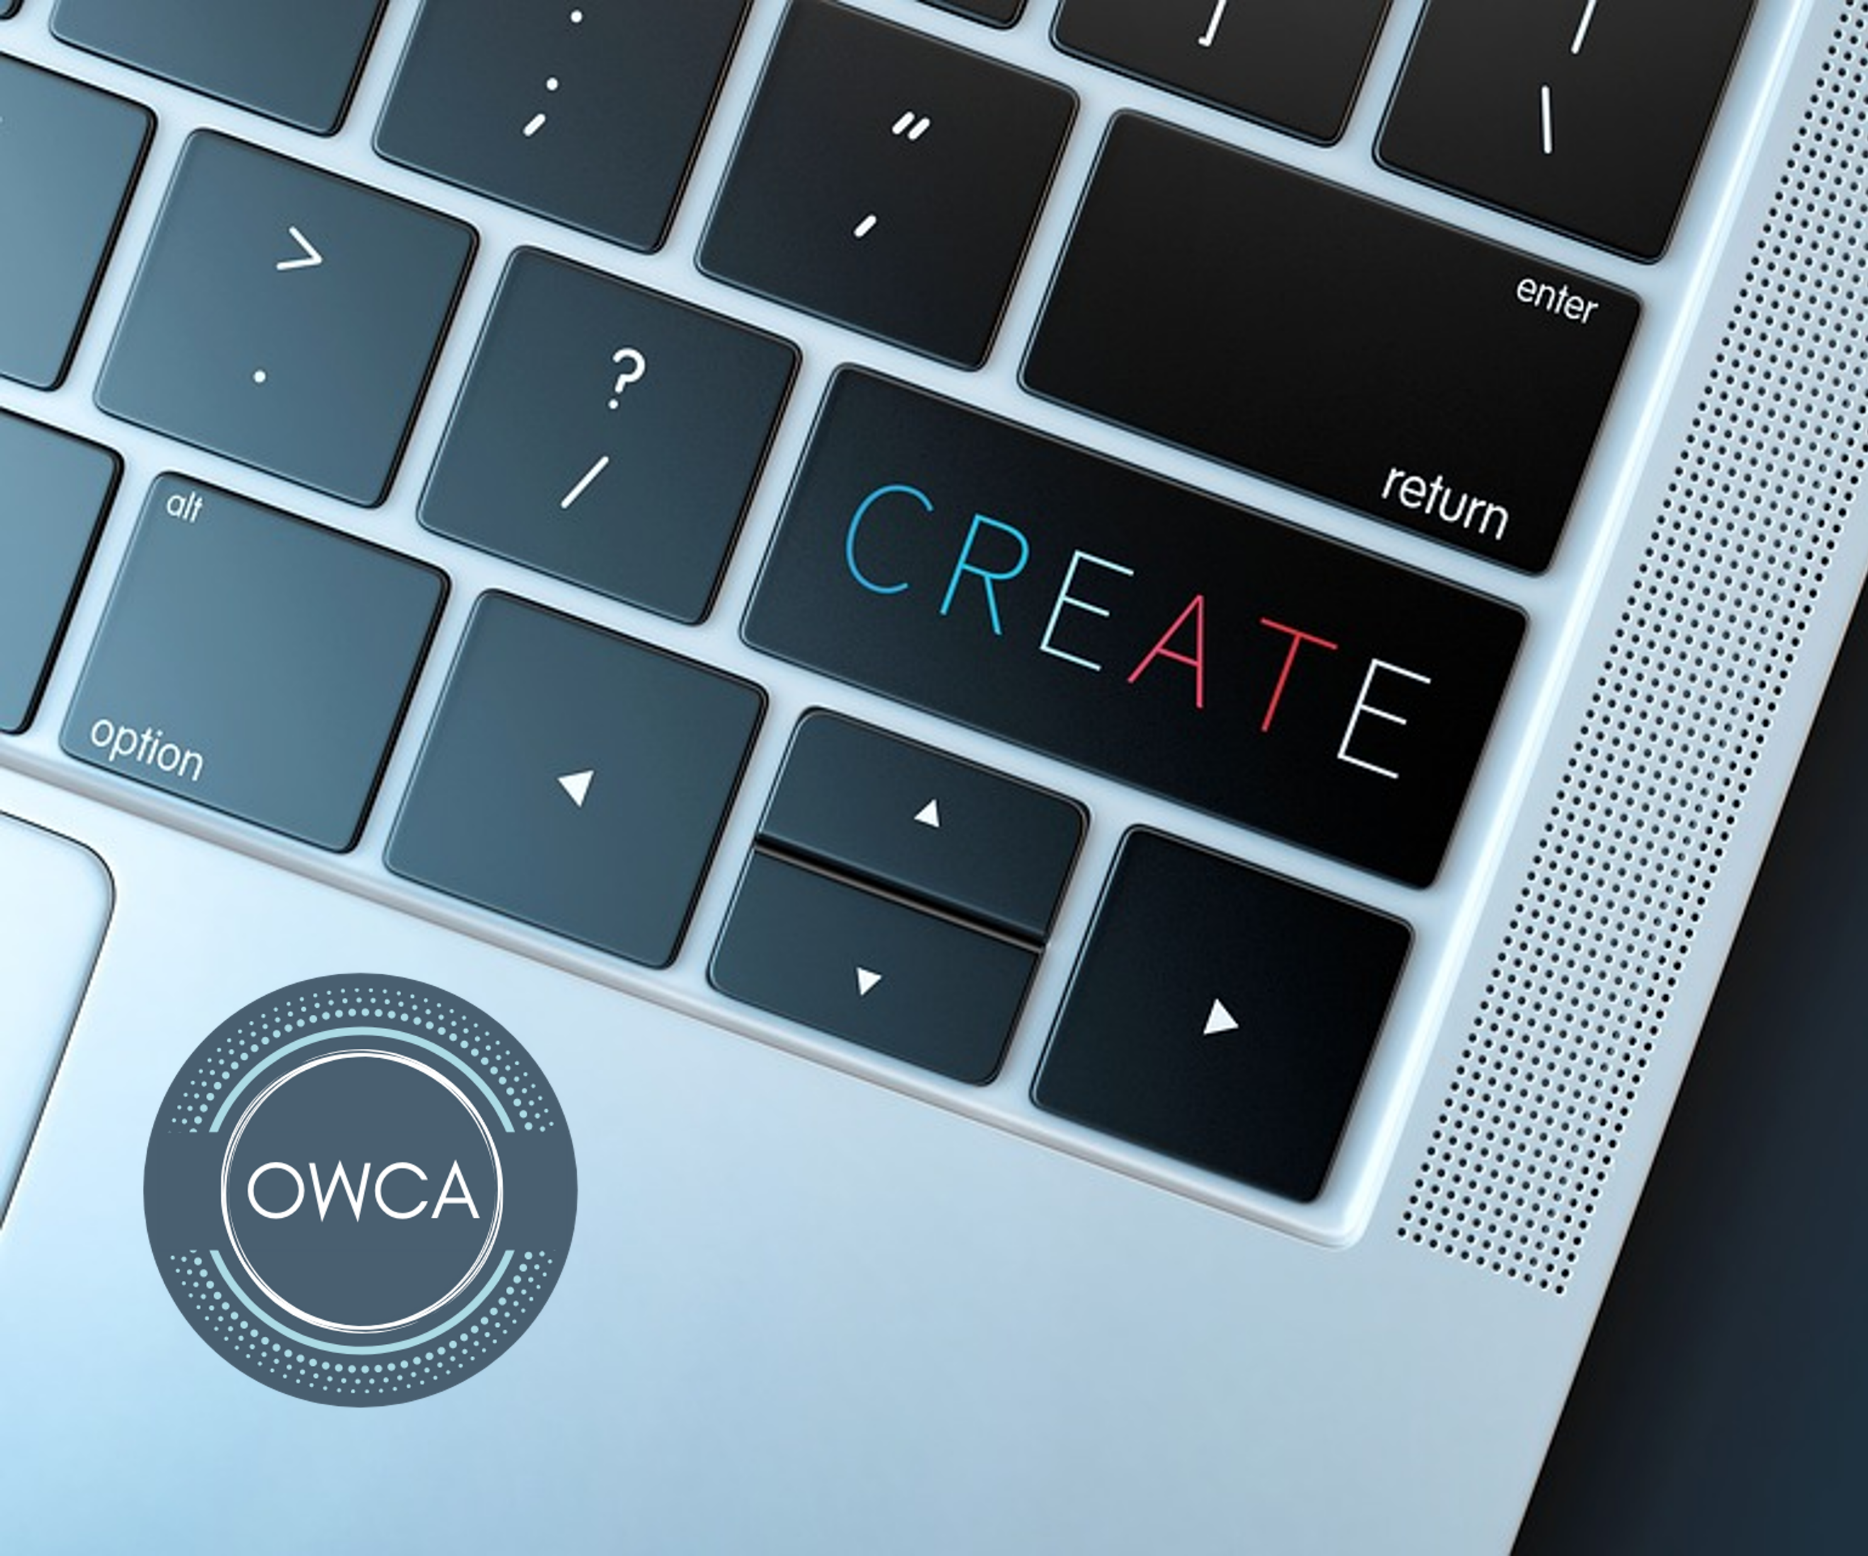 ]
|
\
:
;
"
'
enter
return
>
.
?
/
CREATE
alt
option
OWCA